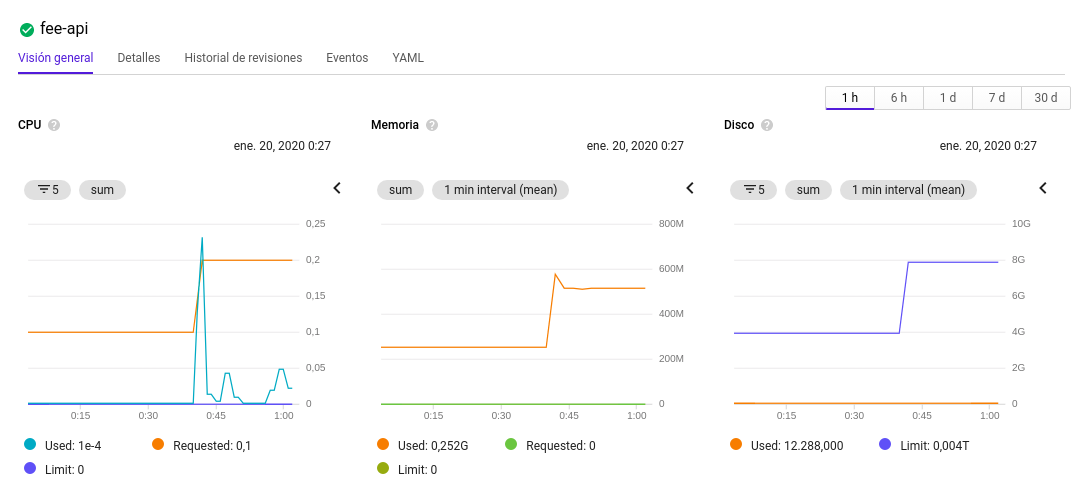 fee-api
Visión general Detalles Historial de revisiones Eventos YAML
1 h 6 h 1 d 7 d 30 d
CPU ?
ene. 20, 2020 0:27
5 sum
0,25
0,2
0,15
0,1
0,05
0
0:15 0:30 0:45 1:00
Used: 1e-4 Requested: 0,1
Limit: 0
Memoria ?
ene. 20, 2020 0:27
sum 1 min interval (mean)
800M
600M
400M
200M
0
0:15 0:30 0:45 1:00
Used: 0,252G Requested: 0
Limit: 0
Disco ?
ene. 20, 2020 0:27
5 sum 1 min interval (mean)
10G
8G
6G
4G
2G
0
0:15 0:30 0:45 1:00
Used: 12.288,000 Limit: 0,004T